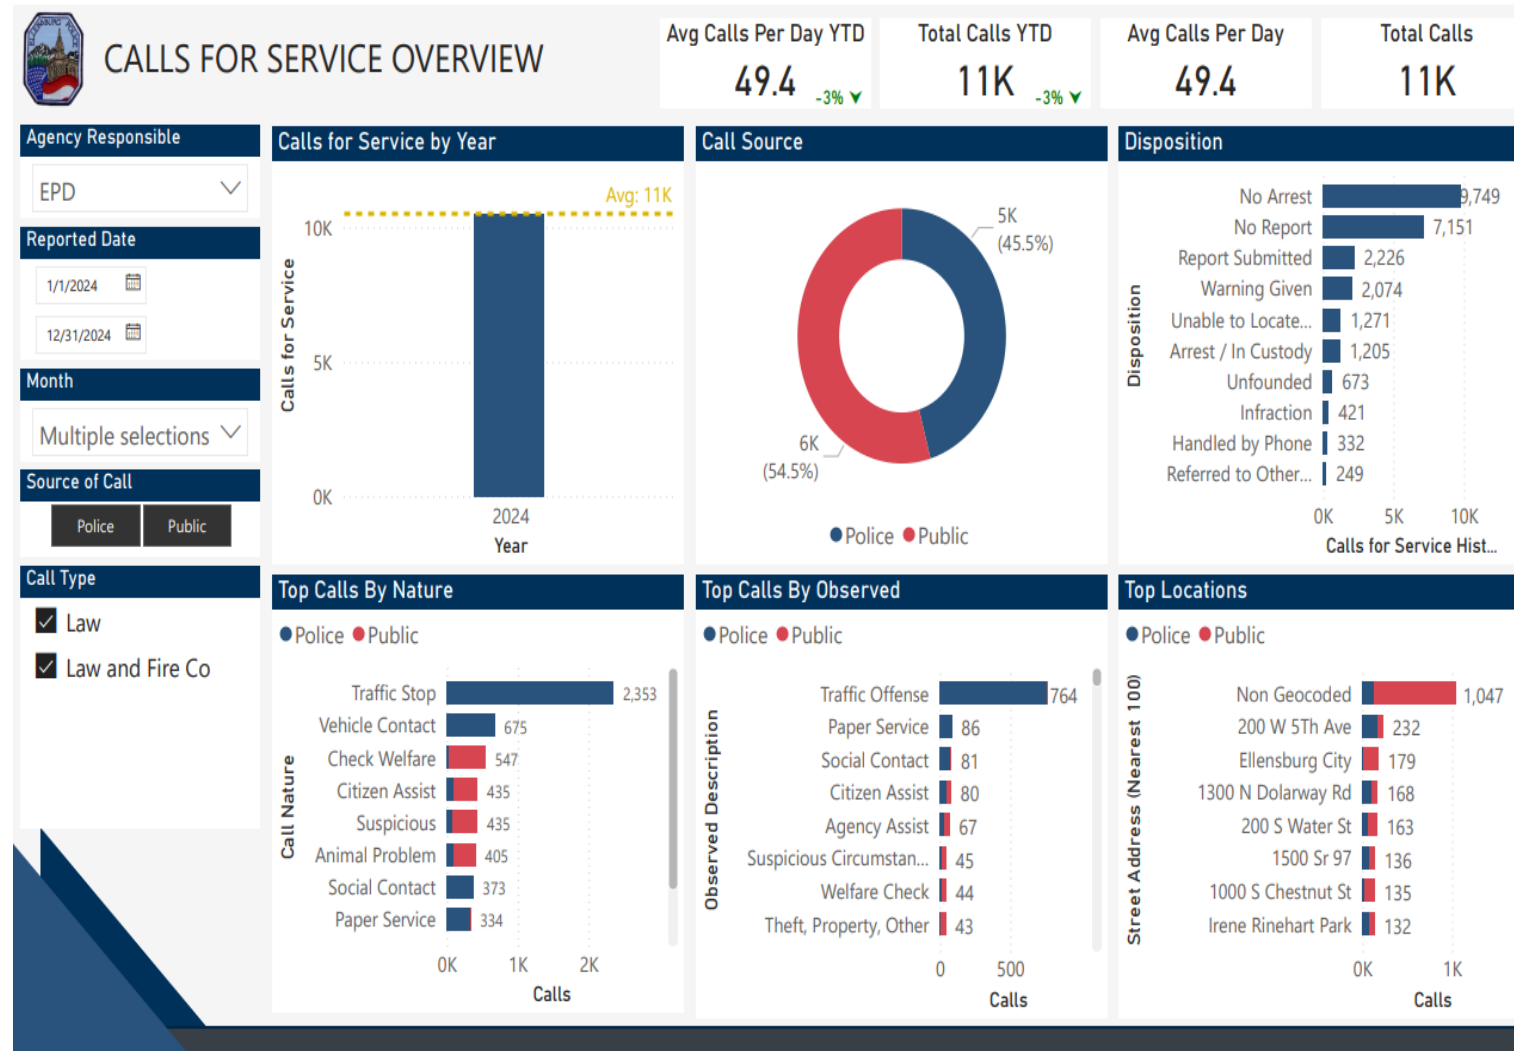 ELLENSBURG POLICE
CALLS FOR SERVICE OVERVIEW
Avg Calls Per Day YTD
49.4
-3%
Total Calls YTD
11K
-3%
Avg Calls Per Day
49.4
Total Calls
11K
Agency Responsible
EPD
Reported Date
1/1/2024
12/31/2024
Month
Multiple selections
Source of Call
Police
Public
Call Type
Law
Law and Fire Co
Calls for Service by Year
Avg: 11K
10K
5K
0K
Calls for Service
2024
Year
Call Source
5K
(45.5%)
6K
(54.5%)
Police Public
Disposition
Disposition
No Arrest 9,749
No Report 7,151
Report Submitted 2,226
Warning Given 2,074
Unable to Locate... 1,271
Arrest / In Custody 1,205
Unfounded 673
Infraction 421
Handled by Phone 332
Referred to Other... 249
0K 5K 10K
Calls for Service Hist...
Top Calls By Nature
Police Public
Call Nature
Traffic Stop 2,353
Vehicle Contact 675
Check Welfare 547
Citizen Assist 435
Suspicious 435
Animal Problem 405
Social Contact 373
Paper Service 334
0K 1K 2K
Calls
Top Calls By Observed
Police Public
Observed Description
Traffic Offense 764
Paper Service 86
Social Contact 81
Citizen Assist 80
Agency Assist 67
Suspicious Circumstan... 45
Welfare Check 44
Theft, Property, Other 43
0 500
Calls
Top Locations
Police Public
Street Address (Nearest 100)
Non Geocoded 1,047
200 W 5Th Ave 232
Ellensburg City 179
1300 N Dolarway Rd 168
200 S Water St 163
1500 Sr 97 136
1000 S Chestnut St 135
Irene Rinehart Park 132
0K 1K
Calls